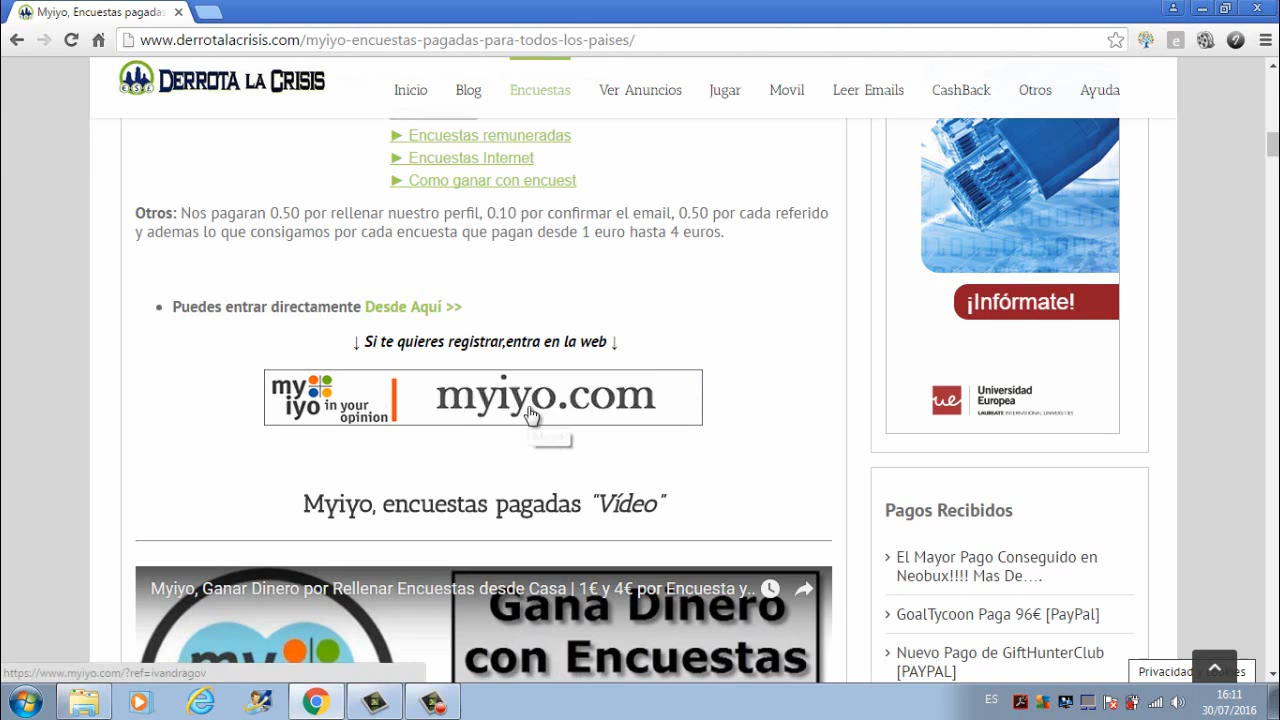 Myiyo, Encuestas pagadas
www.derrotalacrisis.com/myiyo-encuestas-pagadas-para-todos-los-paises/
DERROTA LA CRISIS
Inicio Blog Encuestas Ver Anuncios Jugar Movil Leer Emails CashBack Otros Ayuda
► Encuestas remuneradas
► Encuestas Internet
► Como ganar con encuest
Otros: Nos pagaran 0.50 por rellenar nuestro perfil, 0.10 por confirmar el email, 0.50 por cada referido
y ademas lo que consigamos por cada encuesta que pagan desde 1 euro hasta 4 euros.
• Puedes entrar directamente Desde Aquí >>
↓ Si te quieres registrar,entra en la web ↓
my
iyo in your
opinion
myiyo.com
Myiyo, encuestas pagadas "Vídeo"
Myiyo, Ganar Dinero por Rellenar Encuestas desde Casa | 1€ y 4€ por Encuesta y...
Gana Dinero
con Encuestas
my
¡Infórmate!
ue
Universidad
Europea
LAUREATE INTERNATIONAL UNIVERSITIES
Pagos Recibidos
El Mayor Pago Conseguido en
Neobux!!!! Mas De….
GoalTycoon Paga 96€ [PayPal]
Nuevo Pago de GiftHunterClub
[PAYPAL]
Privacidad y cookies
https://www.myiyo.com/?ref=ivandragov
ES
16:11
30/07/2016